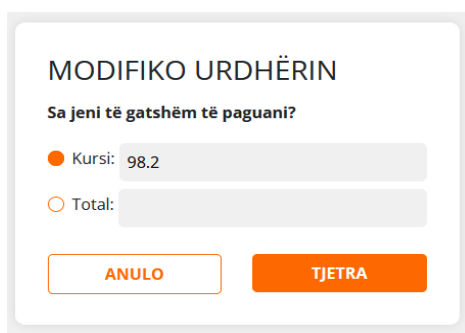 MODIFIKO URDHËRIN
Sa jeni të gatshëm të paguani?
Kursi: 98.2
Total:
ANULO TJETRA